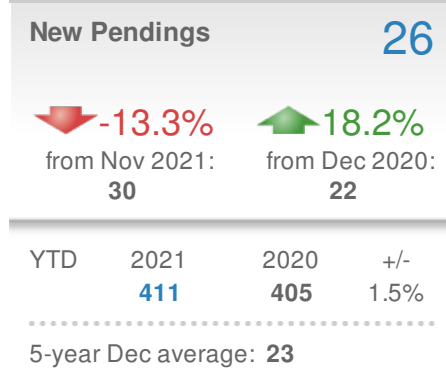 New Pendings 26
-13.3% 18.2%
from Nov 2021: from Dec 2020:
30 22
YTD 2021 2020 +/-
411 405 1.5%
5-year Dec average: 23